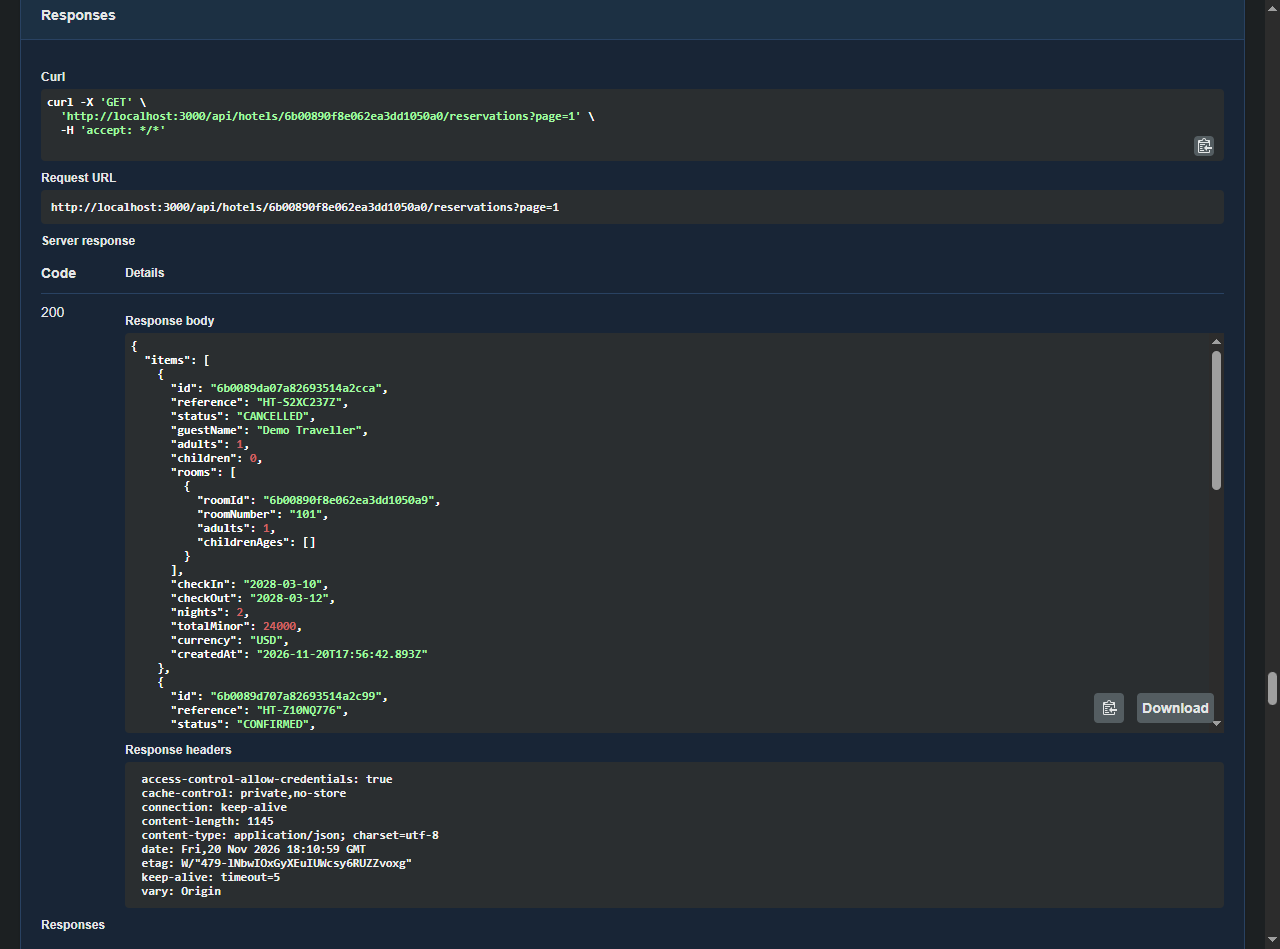 Responses
Curl
curl -X 'GET' \
  'http://localhost:3000/api/hotels/6b00890f8e062ea3dd1050a0/reservations?page=1' \
  -H 'accept: */*'
Request URL
http://localhost:3000/api/hotels/6b00890f8e062ea3dd1050a0/reservations?page=1
Server response
Code Details
200
Response body
{
  "items": [
    {
      "id": "6b0089da07a82693514a2cca",
      "reference": "HT-S2XC237Z",
      "status": "CANCELLED",
      "guestName": "Demo Traveller",
      "adults": 1,
      "children": 0,
      "rooms": [
        {
          "roomId": "6b00890f8e062ea3dd1050a9",
          "roomNumber": "101",
          "adults": 1,
          "childrenAges": []
        }
      ],
      "checkIn": "2028-03-10",
      "checkOut": "2028-03-12",
      "nights": 2,
      "totalMinor": 24000,
      "currency": "USD",
      "createdAt": "2026-11-20T17:56:42.893Z"
    },
    {
      "id": "6b0089d707a82693514a2c99",
      "reference": "HT-Z10NQ776",
      "status": "CONFIRMED",
Download
Response headers
access-control-allow-credentials: true
cache-control: private,no-store
connection: keep-alive
content-length: 1145
content-type: application/json; charset=utf-8
date: Fri,20 Nov 2026 18:10:59 GMT
etag: W/"479-lNbwIOxGyXEuIUWcsy6RUZZvoxg"
keep-alive: timeout=5
vary: Origin
Responses